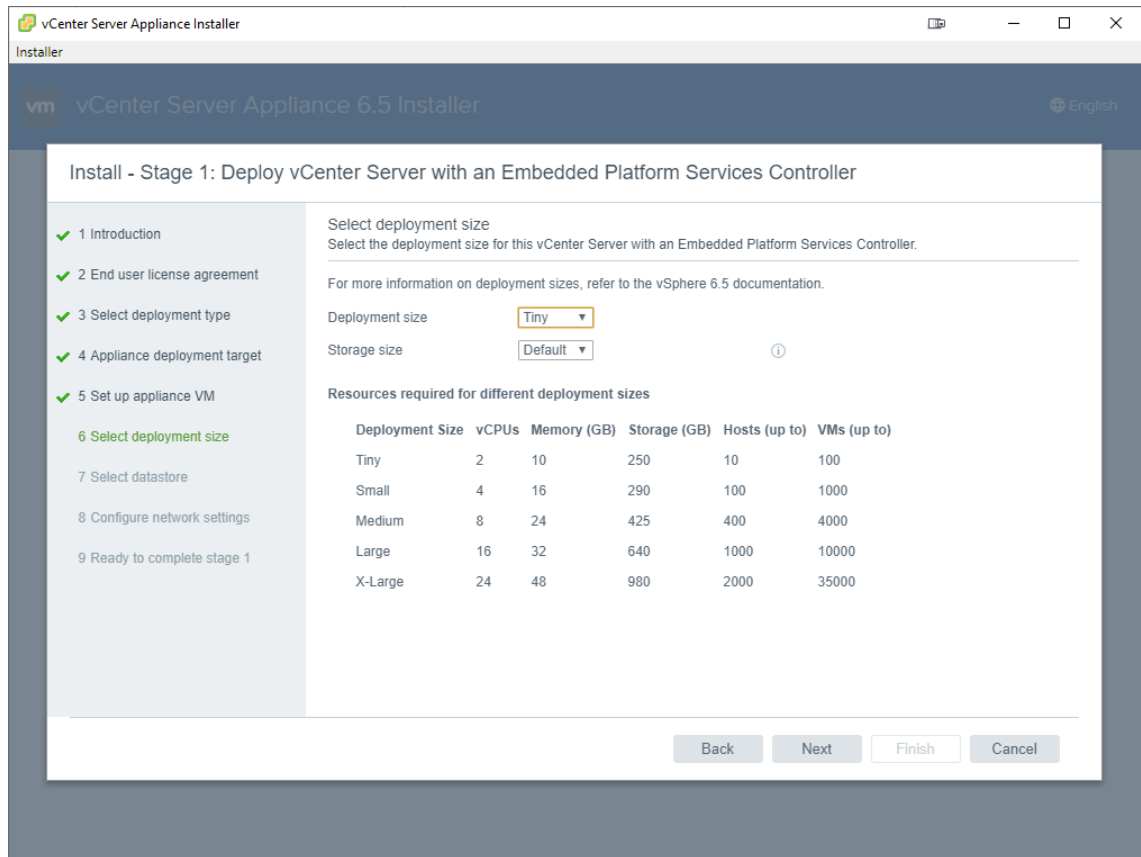 vCenter Server Appliance Installer
Installer
vm vCenter Server Appliance 6.5 Installer
English
Install - Stage 1: Deploy vCenter Server with an Embedded Platform Services Controller
1 Introduction
2 End user license agreement
3 Select deployment type
4 Appliance deployment target
5 Set up appliance VM
6 Select deployment size
7 Select datastore
8 Configure network settings
9 Ready to complete stage 1
Select deployment size
Select the deployment size for this vCenter Server with an Embedded Platform Services Controller.
For more information on deployment sizes, refer to the vSphere 6.5 documentation.
Deployment size Tiny
Storage size Default
Resources required for different deployment sizes
Deployment Size vCPUs Memory (GB) Storage (GB) Hosts (up to) VMs (up to)
Tiny 2 10 250 10 100
Small 4 16 290 100 1000
Medium 8 24 425 400 4000
Large 16 32 640 1000 10000
X-Large 24 48 980 2000 35000
Back Next Finish Cancel